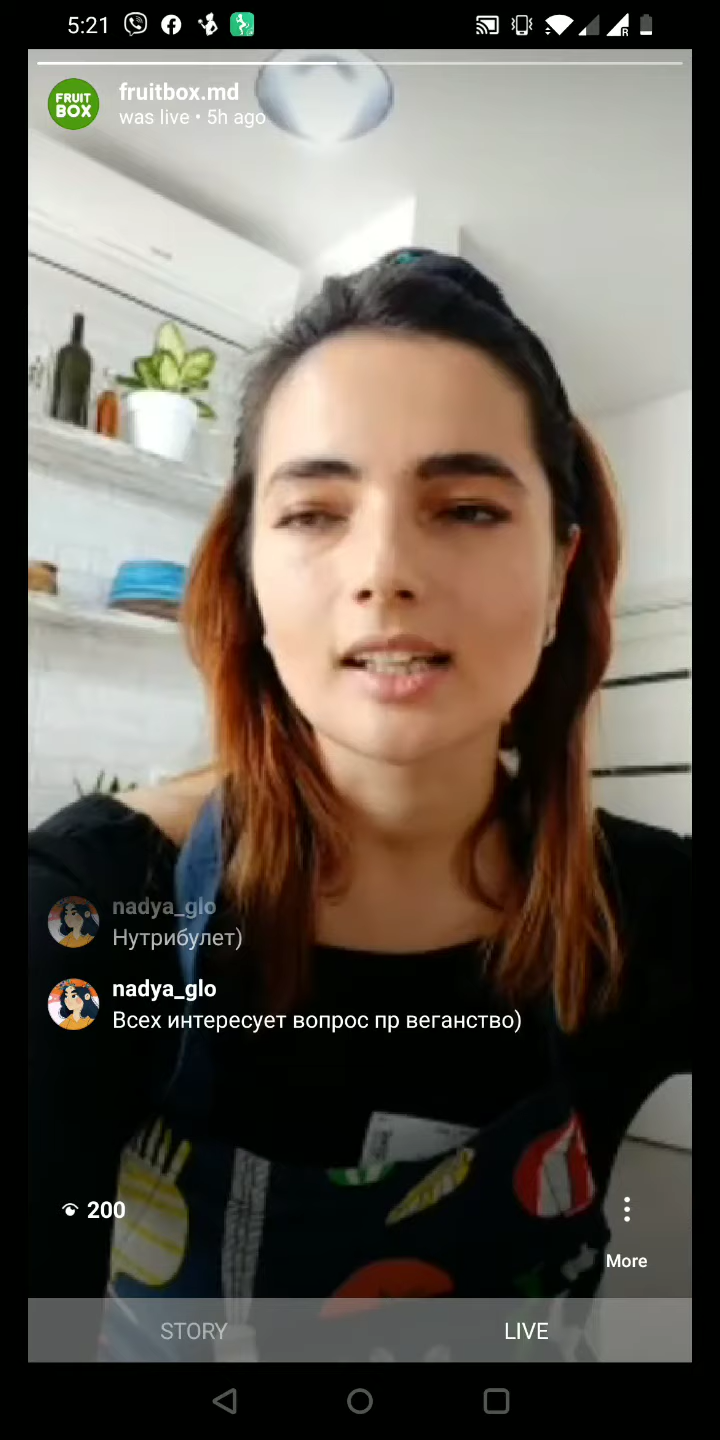 5:21
R
FRUIT
BOX
fruitbox.md
was live • 5h ago
nadya_glo
Нутрибулет)
nadya_glo
Всех интересует вопрос пр веганство)
200
More
STORY
LIVE